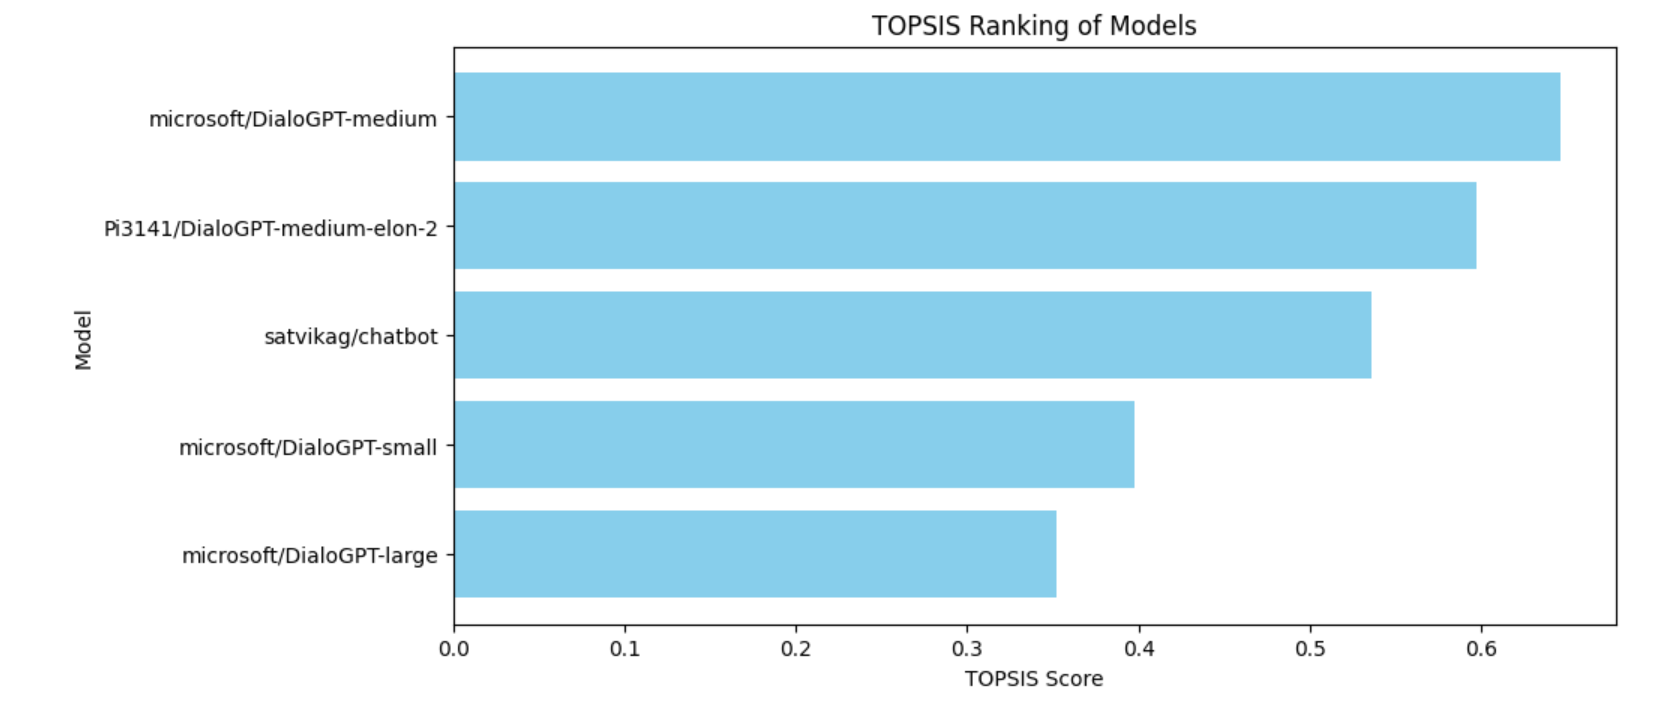 TOPSIS Ranking of Models
microsoft/DialoGPT-medium
Pi3141/DialoGPT-medium-elon-2
satvikag/chatbot
microsoft/DialoGPT-small
microsoft/DialoGPT-large
Model
0.0 0.1 0.2 0.3 0.4 0.5 0.6
TOPSIS Score